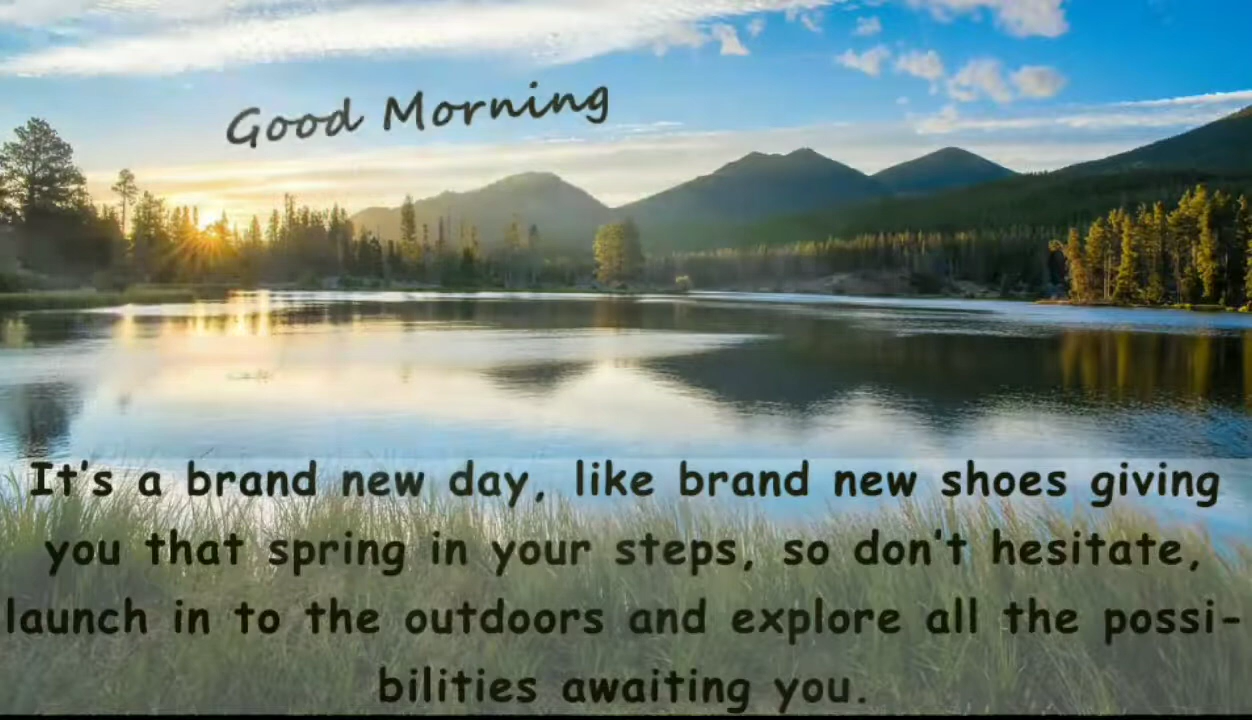 Good Morning
It's a brand new day, like brand new shoes giving
you that spring in your steps, so don't hesitate,
launch in to the outdoors and explore all the possi-
bilities awaiting you.